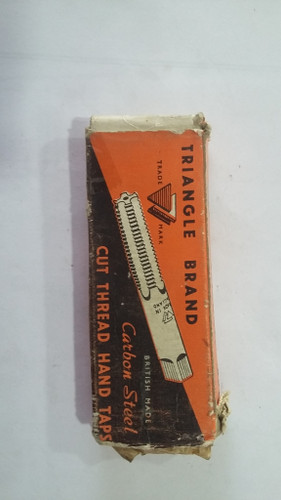 TRIANGLE BRAND
TRADE MARK
BRITISH MADE
Carbon Steel
CUT THREAD HAND TAPS